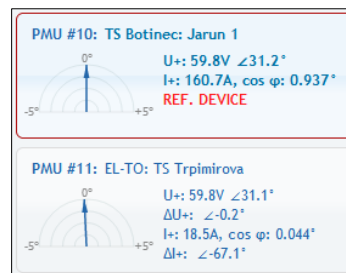 PMU #10: TS Botinec: Jarun 1
0°
-5°
+5°
U+: 59.8V ∠31.2°
I+: 160.7A, cos φ: 0.937°
REF. DEVICE
PMU #11: EL-TO: TS Trpimirova
0°
-5°
+5°
U+: 59.8V ∠31.1°
ΔU+: ∠-0.2°
I+: 18.5A, cos φ: 0.044°
ΔI+: ∠-67.1°